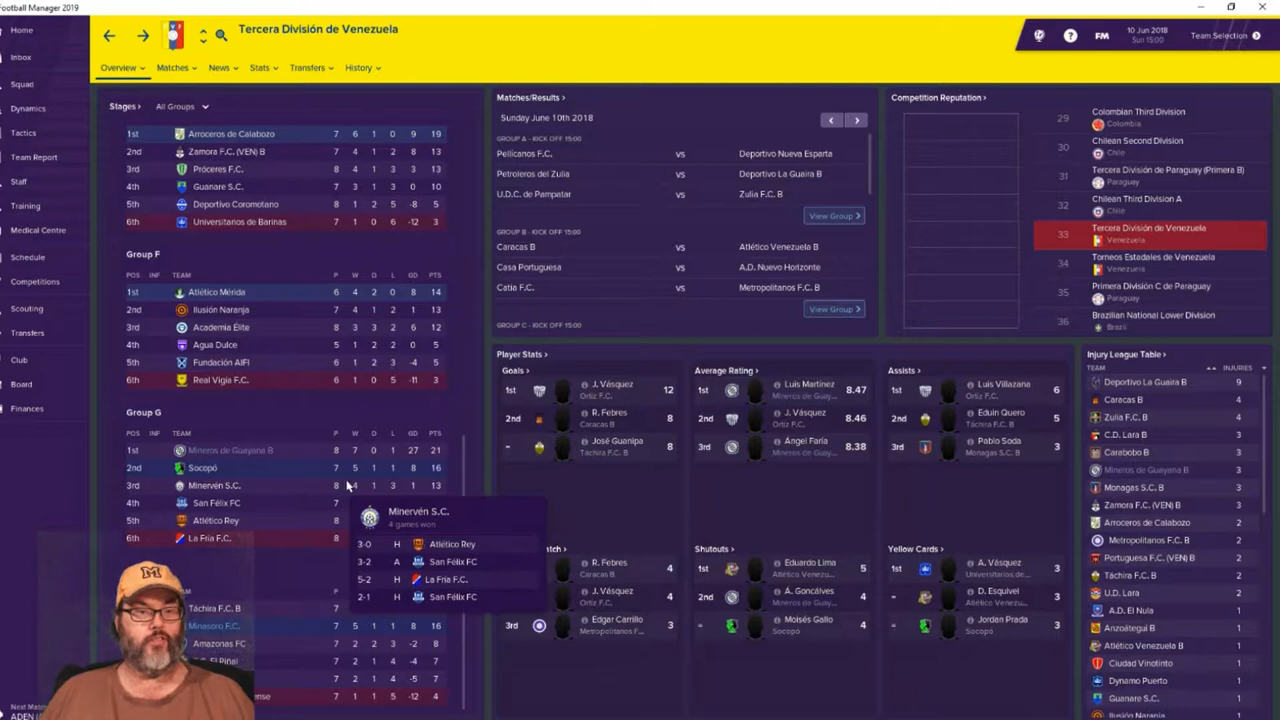 Football Manager 2019
Home
Inbox
Squad
Dynamics
Tactics
Team Report
Staff
Training
Medical Centre
Schedule
Competitions
Scouting
Transfers
Club
Board
Finances
Next Mat
ADEN
Tercera División de Venezuela
FM
10 Jun 2018
Sun 15:00
Team Selection
Overview Matches News Stats Transfers History
Stages All Groups
1st Arroceros de Calabozo 7 6 1 0 9 19
2nd Zamora F.C. (VEN) B 7 4 1 2 8 13
3rd Próceres F.C. 8 4 1 3 3 13
4th Guanare S.C. 7 3 1 3 0 10
5th Deportivo Coromotano 8 1 2 5 -8 5
6th Universitarios de Barinas 7 1 0 6 -12 3
Group F
POS INF TEAM P W D L GD PTS
1st Atlético Mérida 6 4 2 0 8 14
2nd Ilusión Naranja 7 4 1 2 1 13
3rd Academia Élite 8 3 3 2 6 12
4th Agua Dulce 5 1 2 2 0 5
5th Fundación AIFI 6 1 2 3 -4 5
6th Real Vigía F.C. 6 1 0 5 -11 3
Group G
POS INF TEAM P W D L GD PTS
1st Mineros de Guayana B 8 7 0 1 27 21
2nd Socopó 7 5 1 1 8 16
3rd Minervén S.C. 8 4 1 3 1 13
4th San Félix FC 7
5th Atlético Rey 8
6th La Fría F.C. 8
Minervén S.C.
4 games won
3-0 H Atlético Rey
3-2 A San Félix FC
5-2 H La Fría F.C.
2-1 H San Félix FC
Táchira F.C. B 7
Minasoro F.C. 7 5 1 1 8 16
Amazonas FC 7 2 2 3 -2 8
El Piñal 7 2 1 4 -4 7
7 2 1 4 -5 7
ense 7 1 1 5 -12 4
Matches/Results
Sunday June 10th 2018
GROUP A - KICK OFF 15:00
Pellícanos F.C. vs Deportivo Nueva Esparta
Petroleros del Zulia vs Deportivo La Guaira B
U.D.C. de Pampatar vs Zulia F.C. B
View Group
GROUP B - KICK OFF 15:00
Caracas B vs Atlético Venezuela B
Casa Portuguesa vs A.D. Nuevo Horizonte
Catia F.C. vs Metropolitanos F.C. B
View Group
GROUP C - KICK OFF 15:00
Competition Reputation
29 Colombian Third Division
Colombia
30 Chilean Second Division
Chile
31 Tercera División de Paraguay (Primera B)
Paraguay
32 Chilean Third Division A
Chile
33 Tercera División de Venezuela
Venezuela
34 Torneos Estadales de Venezuela
Venezuela
35 Primera División C de Paraguay
Paraguay
36 Brazilian National Lower Division
Brazil
Player Stats
Goals
1st J. Vásquez 12
Ortiz F.C.
2nd R. Febres 8
Caracas B
- José Guanipa 8
Táchira F.C. B
Average Rating
1st Luis Martínez 8.47
Mineros de Guay...
2nd J. Vásquez 8.46
Ortiz F.C.
3rd Ángel Faría 8.38
Mineros de Guay...
Assists
1st Luis Villazana 6
Ortiz F.C.
2nd Eduin Quero 5
Táchira F.C. B
3rd Pablo Soda 4
Monagas S.C. B
atch
R. Febres 4
Caracas B
J. Vásquez 4
Ortiz F.C.
3rd Edgar Carrillo 3
Metropolitanos F...
Shutouts
1st Eduardo Lima 5
Atlético Venezu...
2nd A. Goncálves 4
Mineros de Guay...
= Moisés Gallo 4
Socopó
Yellow Cards
1st A. Vásquez 3
Universitarios de...
= D. Esquivel 3
Atlético Venezu...
= Jordan Prada 3
Socopó
Injury League Table
TEAM INJURIES
Deportivo La Guaira B 9
Caracas B 4
Zulia F.C. B 4
C.D. Lara B 3
Carabobo B 3
Mineros de Guayana B 3
Monagas S.C. B 3
Zamora F.C. (VEN) B 3
Arroceros de Calabozo 2
Metropolitanos F.C. B 2
Portuguesa F.C. (VEN) B 2
Táchira F.C. B 2
U.D. Lara 2
A.D. El Nula 1
Anzoátegui B 1
Atlético Venezuela B 1
Ciudad Vinotinto 1
Dynamo Puerto 1
Guanare S.C. 1
Ilusión Naranja 1